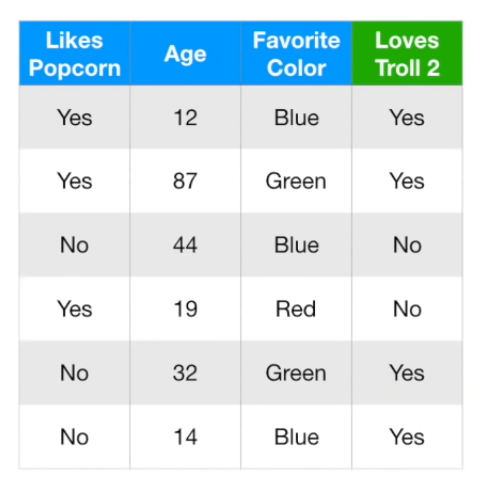 Likes Popcorn Age Favorite Color Loves Troll 2
Yes 12 Blue Yes
Yes 87 Green Yes
No 44 Blue No
Yes 19 Red No
No 32 Green Yes
No 14 Blue Yes